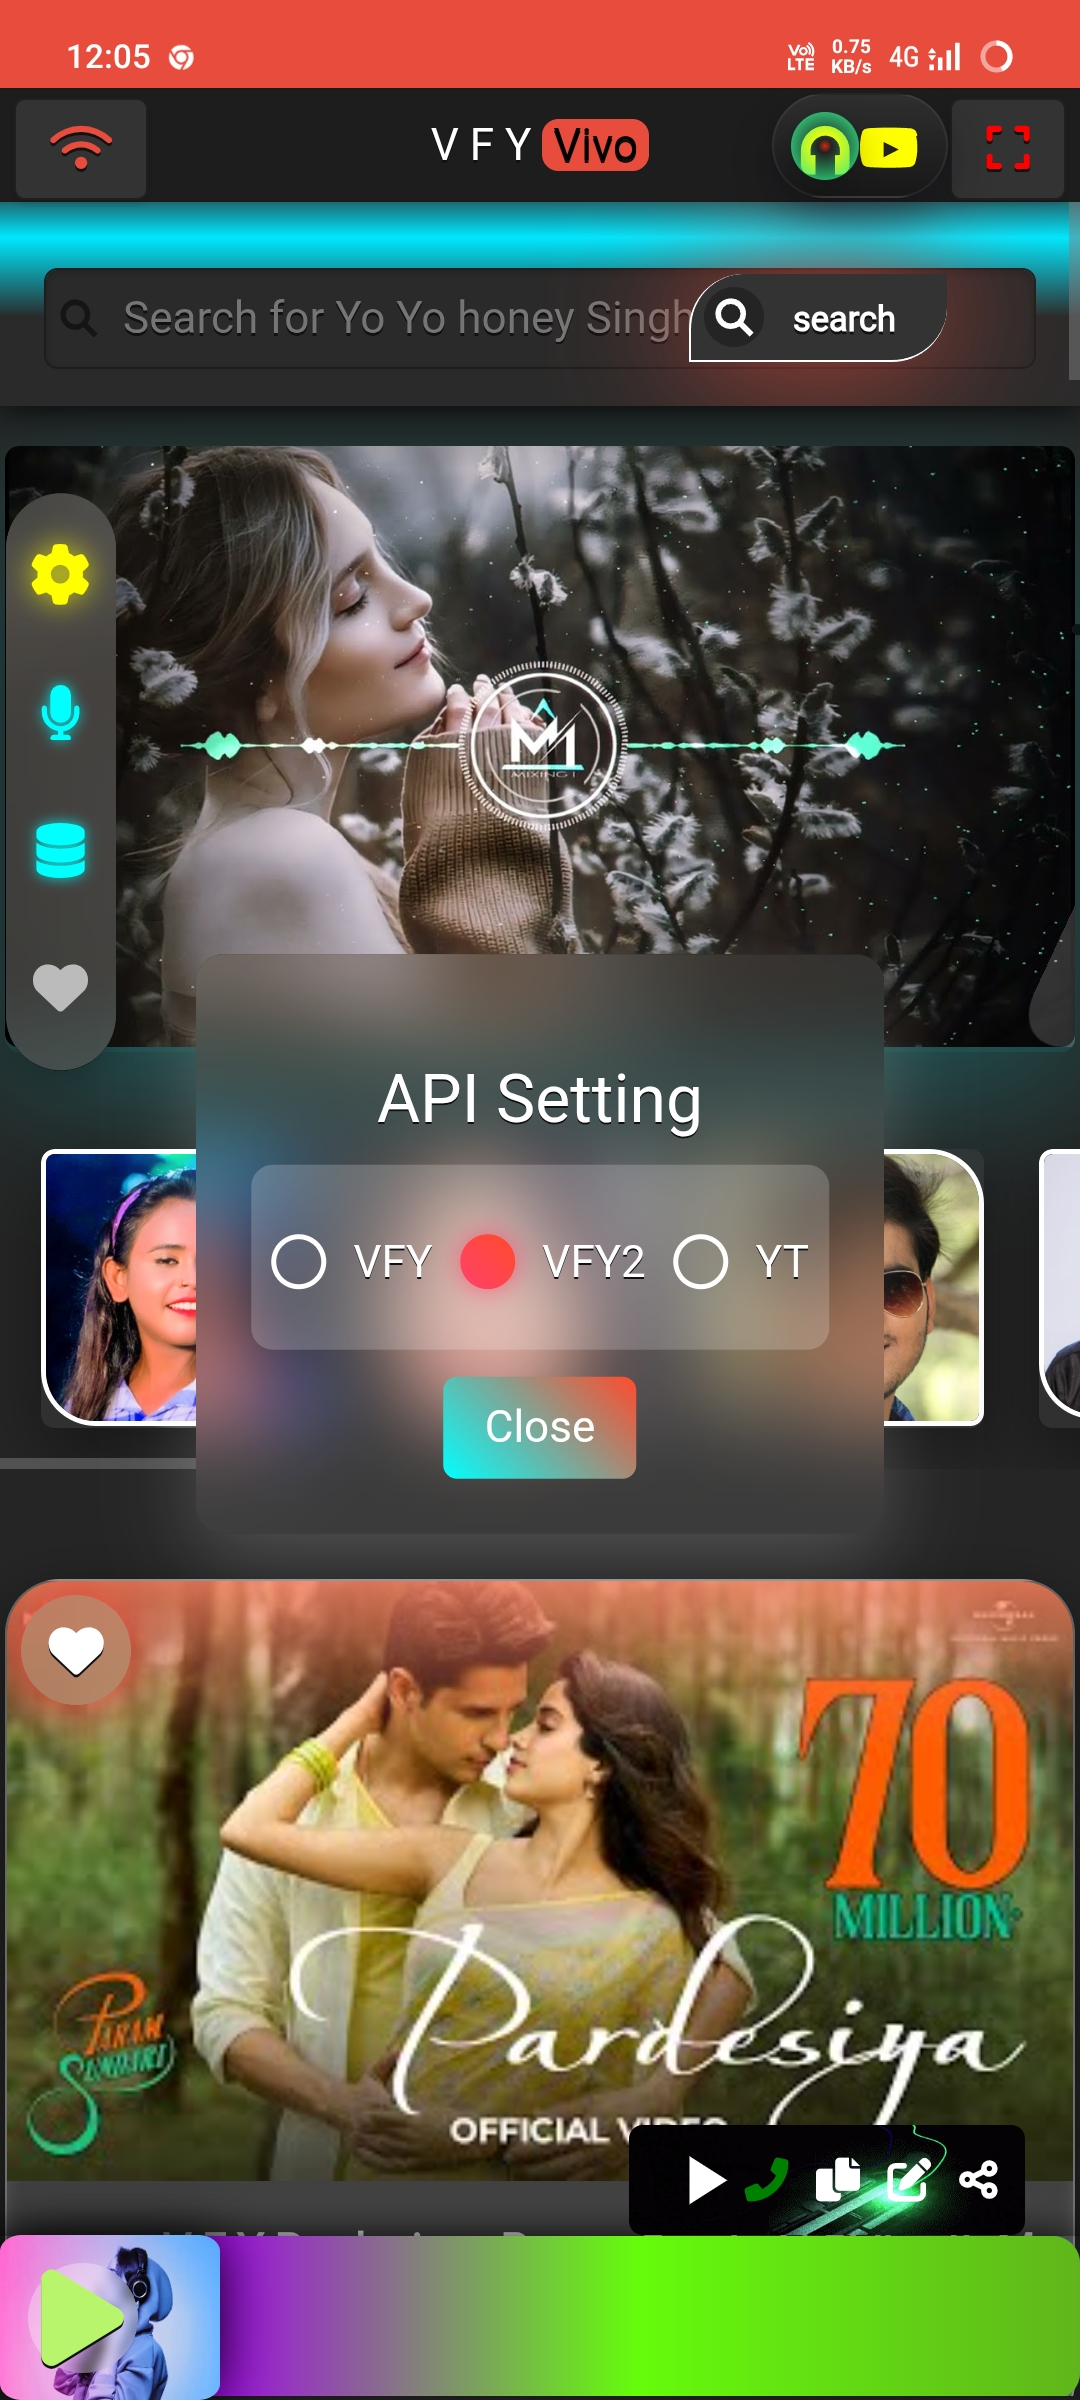 12:05
Vo) LTE 0.75 KB/s 4G
V F Y Vivo
Search for Yo Yo honey Singh
search
MIXING
API Setting
VFY VFY2 YT
Close
70
MILLION+
PARAM
SUNDARI
Pardesiya
OFFICIAL VIDEO